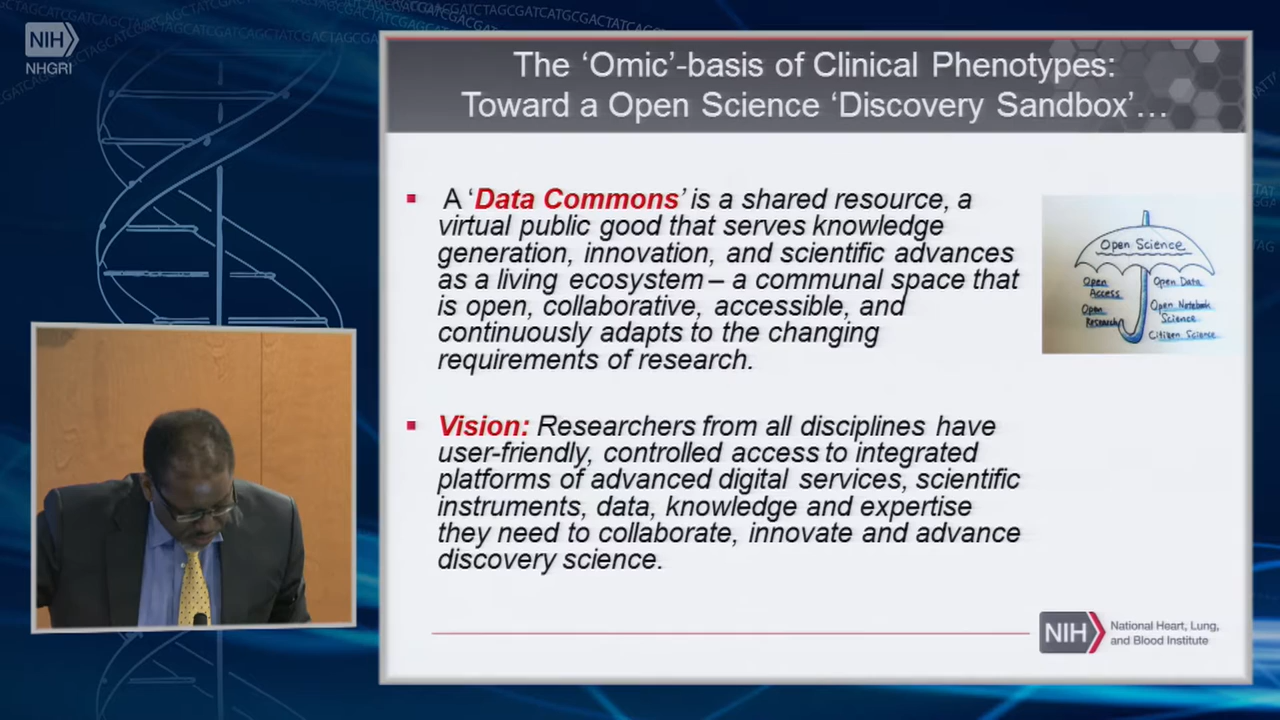 NIH
NHGRI
The ‘Omic’-basis of Clinical Phenotypes:
Toward a Open Science ‘Discovery Sandbox’…
A ‘Data Commons’ is a shared resource, a
virtual public good that serves knowledge
generation, innovation, and scientific advances
as a living ecosystem – a communal space that
is open, collaborative, accessible, and
continuously adapts to the changing
requirements of research.
Open Science
Open
Access
Open Data
Open
Research
Open Notebook
Science
Citizen Science
Vision: Researchers from all disciplines have
user-friendly, controlled access to integrated
platforms of advanced digital services, scientific
instruments, data, knowledge and expertise
they need to collaborate, innovate and advance
discovery science.
NIH
National Heart, Lung,
and Blood Institute